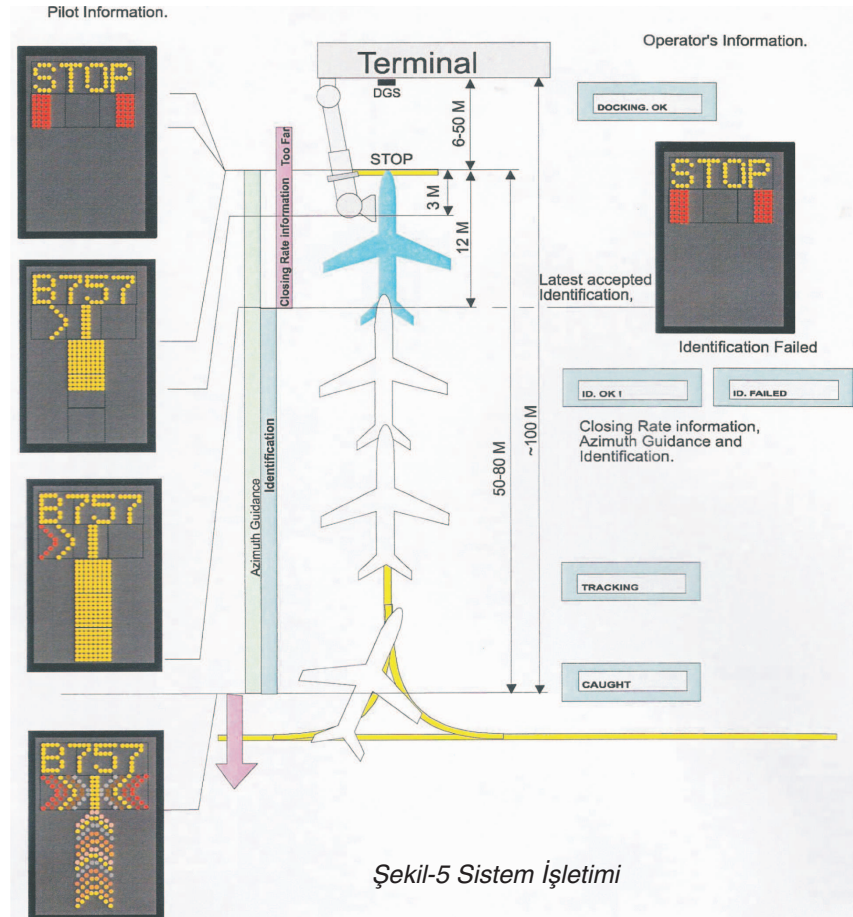 Pilot Information.
Terminal
Operator's Information.
DGS
STOP
DOCKING. OK
6-50 M
Too Far
STOP
STOP
3 M
Closing Rate information
12 M
B757
Latest accepted
Identification,
Identification Failed
ID. OK !
ID. FAILED
Closing Rate information,
Azimuth Guidance and
Identification.
50-80 M
~100 M
Identification
Azimuth Guidance
B757
TRACKING
CAUGHT
B757
Şekil-5 Sistem İşletimi